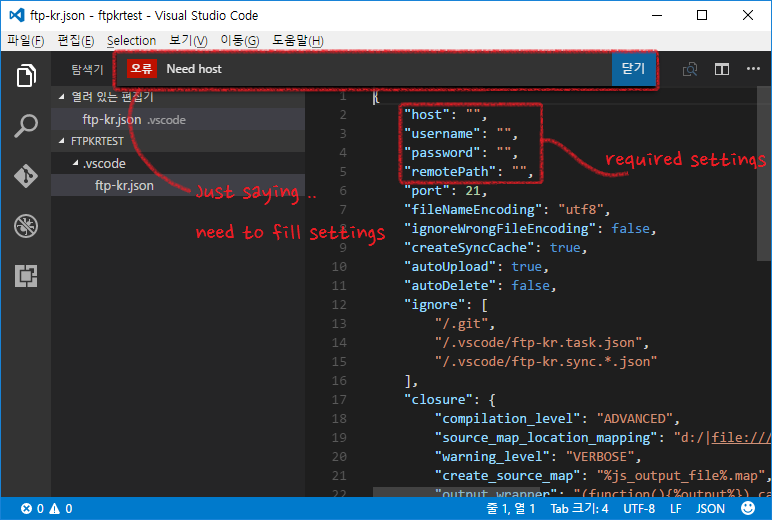 ftp-kr.json - ftpkrtest - Visual Studio Code
파일(F) 편집(E) Selection 보기(V) 이동(G) 도움말(H)
탐색기
오류 Need host 닫기
열려 있는 편집기
ftp-kr.json .vscode
FTPKRTEST
.vscode
ftp-kr.json
Just saying ..
need to fill settings
required settings
1 {
2 "host": "",
3 "username": "",
4 "password": "",
5 "remotePath": "",
6 "port": 21,
7 "fileNameEncoding": "utf8",
8 "ignoreWrongFileEncoding": false,
9 "createSyncCache": true,
10 "autoUpload": true,
11 "autoDelete": false,
12 "ignore": [
13 "/.git",
14 "/.vscode/ftp-kr.task.json",
15 "/.vscode/ftp-kr.sync.*.json"
16 ],
17 "closure": {
18 "compilation_level": "ADVANCED",
19 "source_map_location_mapping": "d:/|file:///
20 "warning_level": "VERBOSE",
21 "create_source_map": "%js_output_file%.map",
22 "output_wrapper": "(function(){%output%}).ca
0 0 줄 1, 열 1 Tab 크기: 4 UTF-8 LF JSON